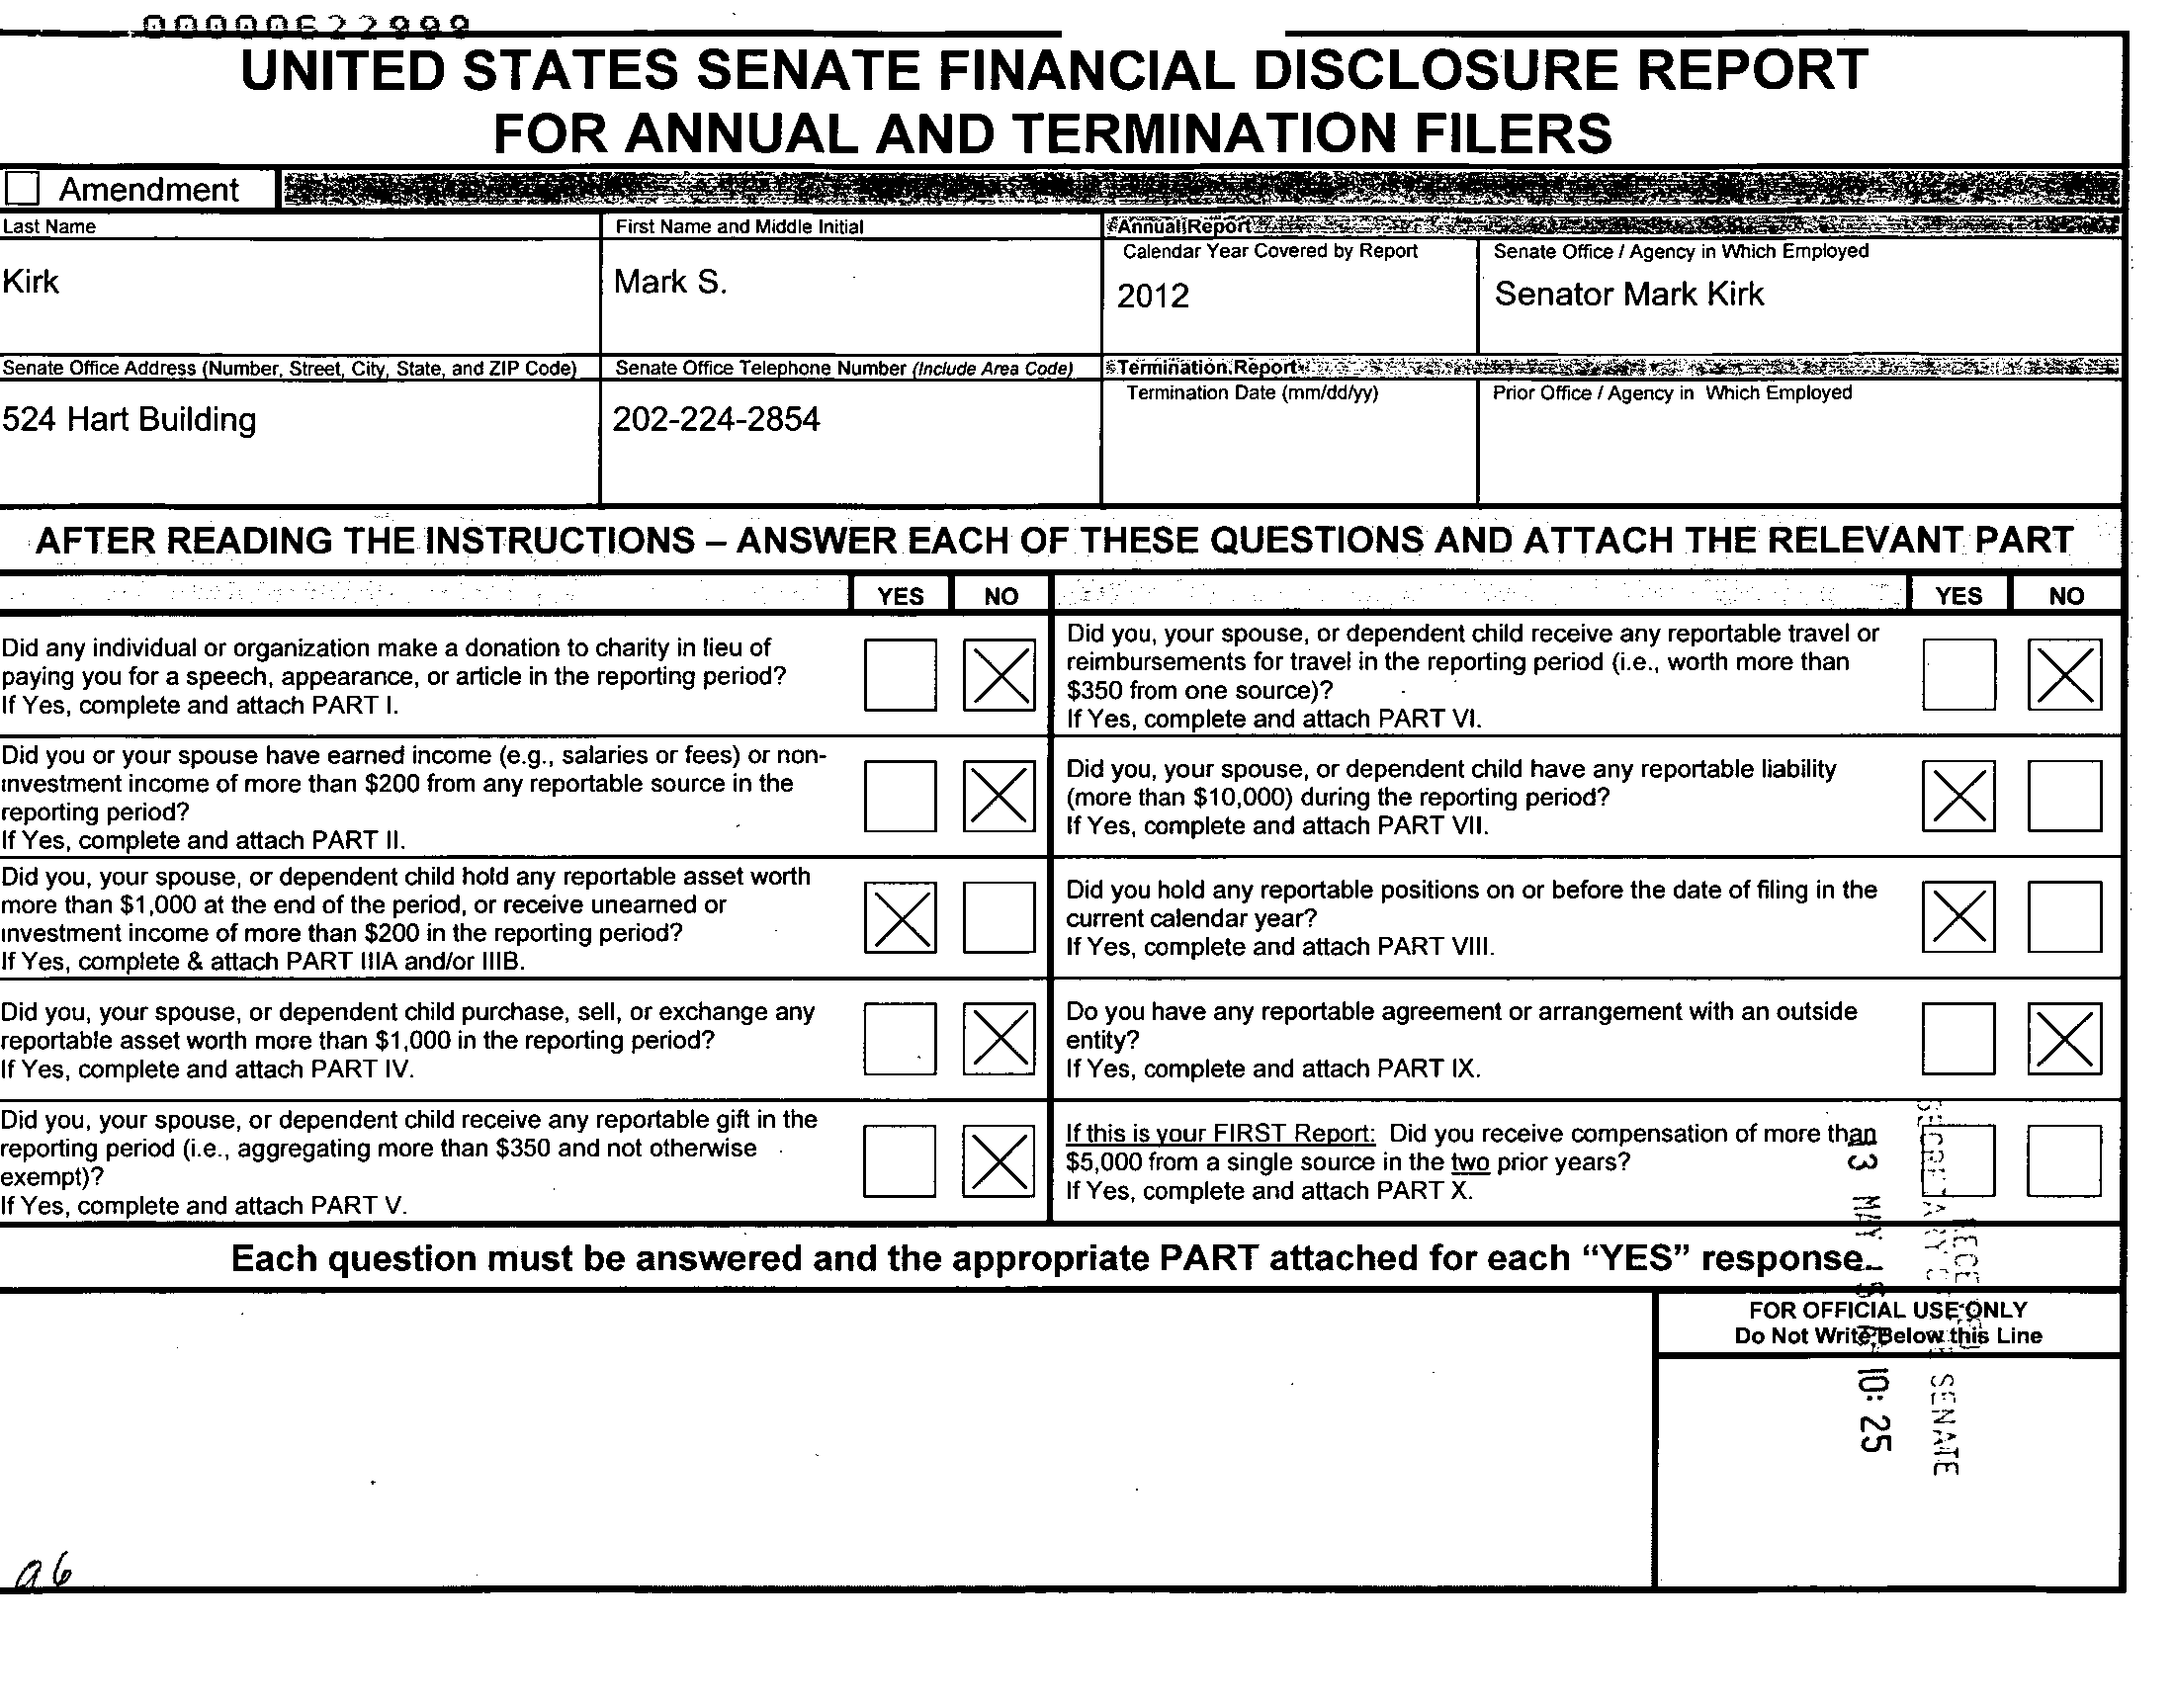 00000622999
UNITED STATES SENATE FINANCIAL DISCLOSURE REPORT
FOR ANNUAL AND TERMINATION FILERS
Amendment
Last Name
First Name and Middle Initial
Annual Report
Calendar Year Covered by Report
Senate Office / Agency in Which Employed
Kirk
Mark S.
2012
Senator Mark Kirk
Senate Office Address (Number, Street, City, State, and ZIP Code)
Senate Office Telephone Number (Include Area Code)
Termination Report
Termination Date (mm/dd/yy)
Prior Office / Agency in Which Employed
524 Hart Building
202-224-2854
AFTER READING THE INSTRUCTIONS – ANSWER EACH OF THESE QUESTIONS AND ATTACH THE RELEVANT PART
YES NO
Did any individual or organization make a donation to charity in lieu of
paying you for a speech, appearance, or article in the reporting period?
If Yes, complete and attach PART I.
Did you or your spouse have earned income (e.g., salaries or fees) or non-
investment income of more than $200 from any reportable source in the
reporting period?
If Yes, complete and attach PART II.
Did you, your spouse, or dependent child hold any reportable asset worth
more than $1,000 at the end of the period, or receive unearned or
investment income of more than $200 in the reporting period?
If Yes, complete & attach PART IIIA and/or IIIB.
Did you, your spouse, or dependent child purchase, sell, or exchange any
reportable asset worth more than $1,000 in the reporting period?
If Yes, complete and attach PART IV.
Did you, your spouse, or dependent child receive any reportable gift in the
reporting period (i.e., aggregating more than $350 and not otherwise
exempt)?
If Yes, complete and attach PART V.
YES NO
Did you, your spouse, or dependent child receive any reportable travel or
reimbursements for travel in the reporting period (i.e., worth more than
$350 from one source)?
If Yes, complete and attach PART VI.
Did you, your spouse, or dependent child have any reportable liability
(more than $10,000) during the reporting period?
If Yes, complete and attach PART VII.
Did you hold any reportable positions on or before the date of filing in the
current calendar year?
If Yes, complete and attach PART VIII.
Do you have any reportable agreement or arrangement with an outside
entity?
If Yes, complete and attach PART IX.
If this is your FIRST Report: Did you receive compensation of more than
$5,000 from a single source in the two prior years?
If Yes, complete and attach PART X.
Each question must be answered and the appropriate PART attached for each “YES” response.
FOR OFFICIAL USE ONLY
Do Not Write Below this Line
MAY
10: 25
SENATE
a6